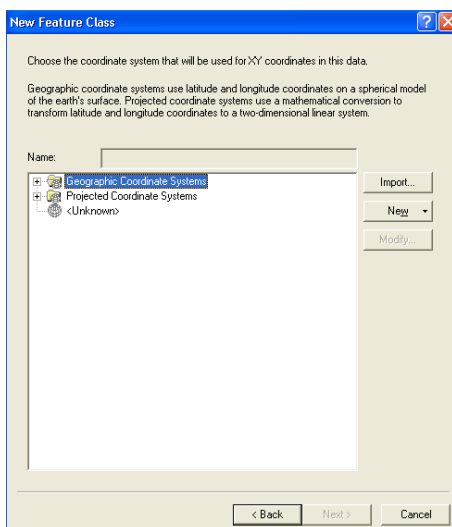 New Feature Class
Choose the coordinate system that will be used for XY coordinates in this data.
Geographic coordinate systems use latitude and longitude coordinates on a spherical model
of the earth's surface. Projected coordinate systems use a mathematical conversion to
transform latitude and longitude coordinates to a two-dimensional linear system.
Name:
Geographic Coordinate Systems
Projected Coordinate Systems
<Unknown>
Import...
New
Modify...
< Back
Next >
Cancel